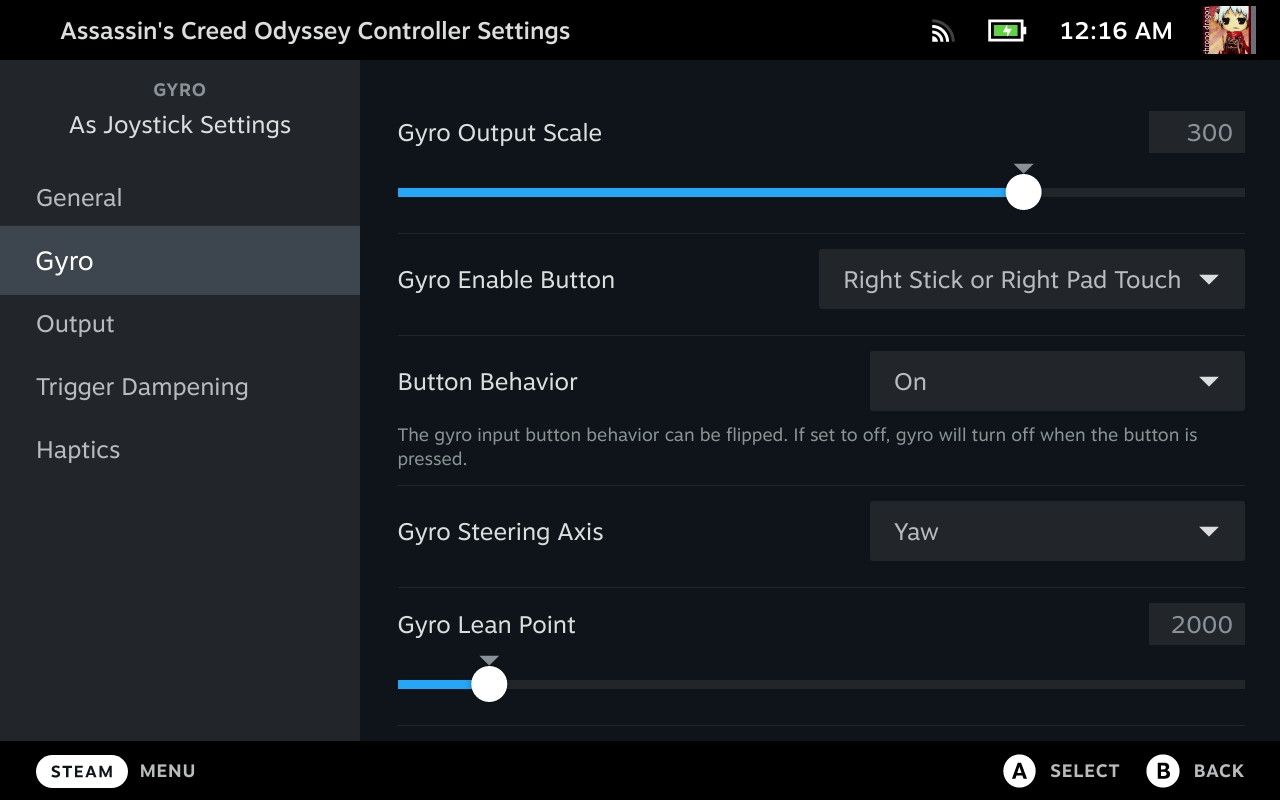 Assassin's Creed Odyssey Controller Settings
12:16 AM
GYRO
As Joystick Settings
General
Gyro
Output
Trigger Dampening
Haptics
Gyro Output Scale
300
Gyro Enable Button
Right Stick or Right Pad Touch
Button Behavior
On
The gyro input button behavior can be flipped. If set to off, gyro will turn off when the button is
pressed.
Gyro Steering Axis
Yaw
Gyro Lean Point
2000
STEAM MENU
A SELECT B BACK